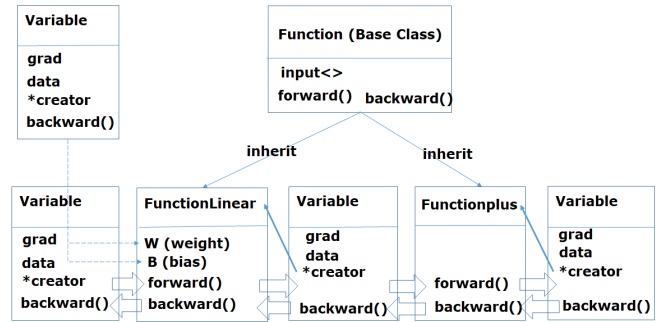 Variable
grad
data
*creator
backward()
Function (Base Class)
input<>
forward() backward()
inherit
inherit
Variable
grad
data
*creator
backward()
FunctionLinear
W (weight)
B (bias)
forward()
backward()
Variable
grad
data
*creator
backward()
Functionplus
forward()
backward()
Variable
grad
data
*creator
backward()